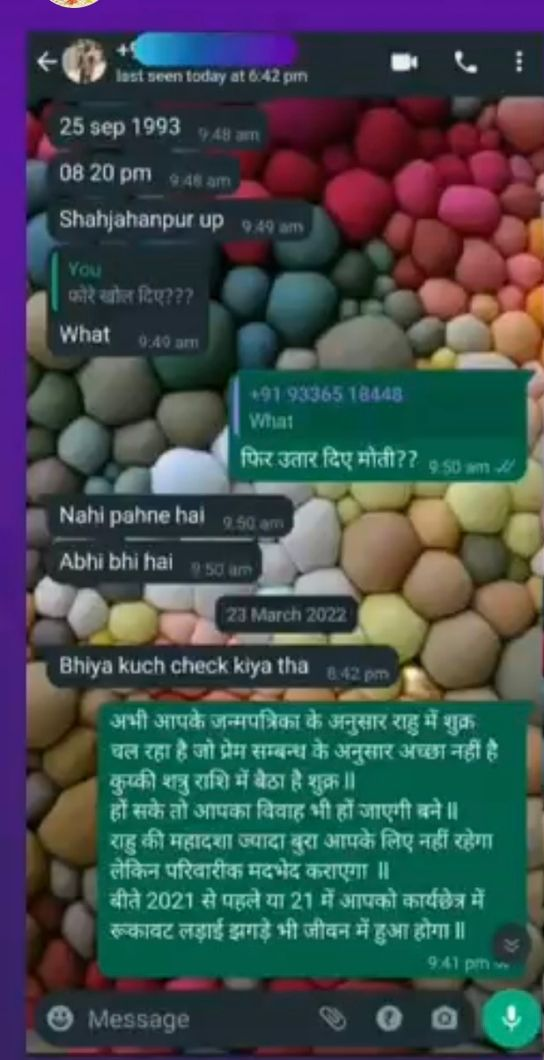 last seen today at 6:42 pm
25 sep 1993 9:48 am
08 20 pm 9:48 am
Shahjahanpur up 9:49 am
You
फोरे खोल दिए???
What 9:49 am
+91 93365 18448
What
फिर उतार दिए मोती?? 9:50 am
Nahi pahne hai 9:50 am
Abhi bhi hai 9:50 am
23 March 2022
Bhiya kuch check kiya tha 8:42 pm
अभी आपके जन्मपत्रिका के अनुसार राहु में शुक्र
चल रहा है जो प्रेम सम्बन्ध के अनुसार अच्छा नहीं है
कुय्की शत्रु राशि में बैठा है शुक्र ॥
हों सके तो आपका विवाह भी हों जाएगी बने ॥
राहु की महादशा ज्यादा बुरा आपके लिए नहीं रहेगा
लेकिन परिवारीक मदभेद कराएगा ॥
बीते 2021 से पहले या 21 में आपको कार्यछेत्र में
रूकावट लड़ाई झगड़े भी जीवन में हुआ होगा ॥
9:41 pm
Message